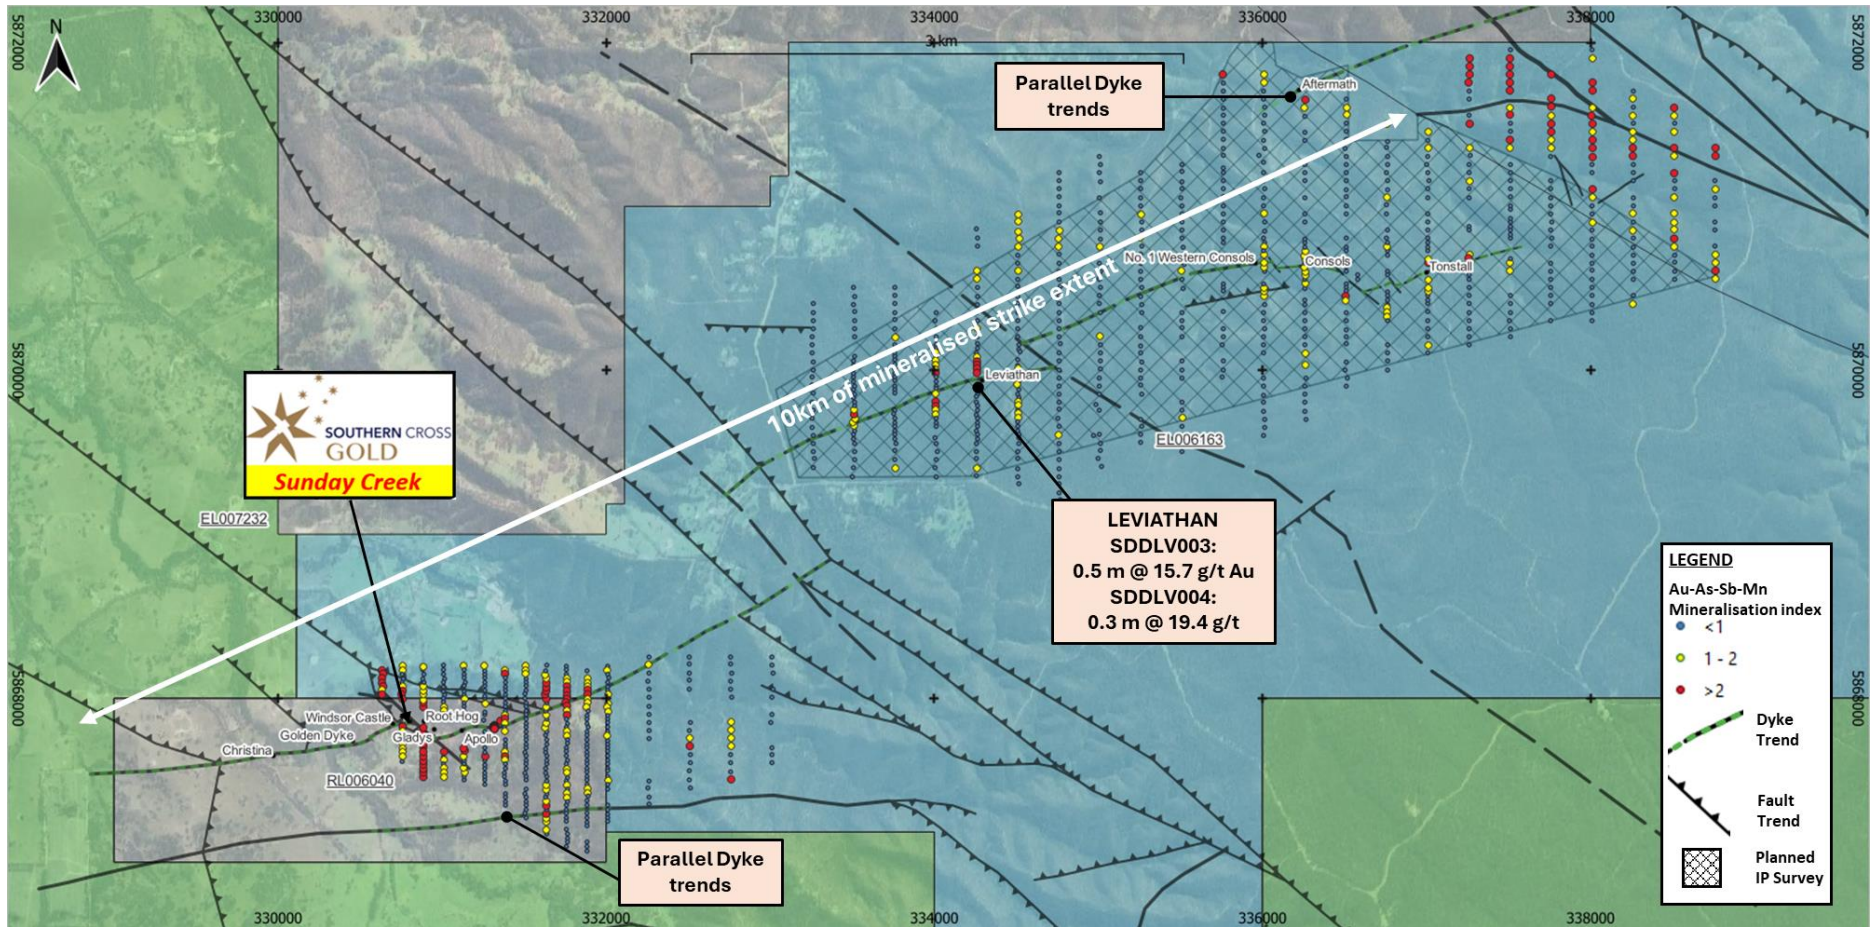 330000
332000
334000
336000
338000
N
5872000
5872000
3 km
Parallel Dyke
trends
Aftermath
No. 1 Western Consols
Consols
Tonstall
10km of mineralised strike extent
5870000
5870000
Leviathan
SOUTHERN CROSS
GOLD
Sunday Creek
EL006163
EL007232
LEVIATHAN
SDDLV003:
0.5 m @ 15.7 g/t Au
SDDLV004:
0.3 m @ 19.4 g/t
LEGEND
Au-As-Sb-Mn
Mineralisation index
<1
1 - 2
>2
Dyke
Trend
Fault
Trend
Planned
IP Survey
5868000
5868000
Windsor Castle
Root Hog
Golden Dyke
Gladys
Apollo
Christina
RL006040
Parallel Dyke
trends
330000
332000
334000
336000
338000